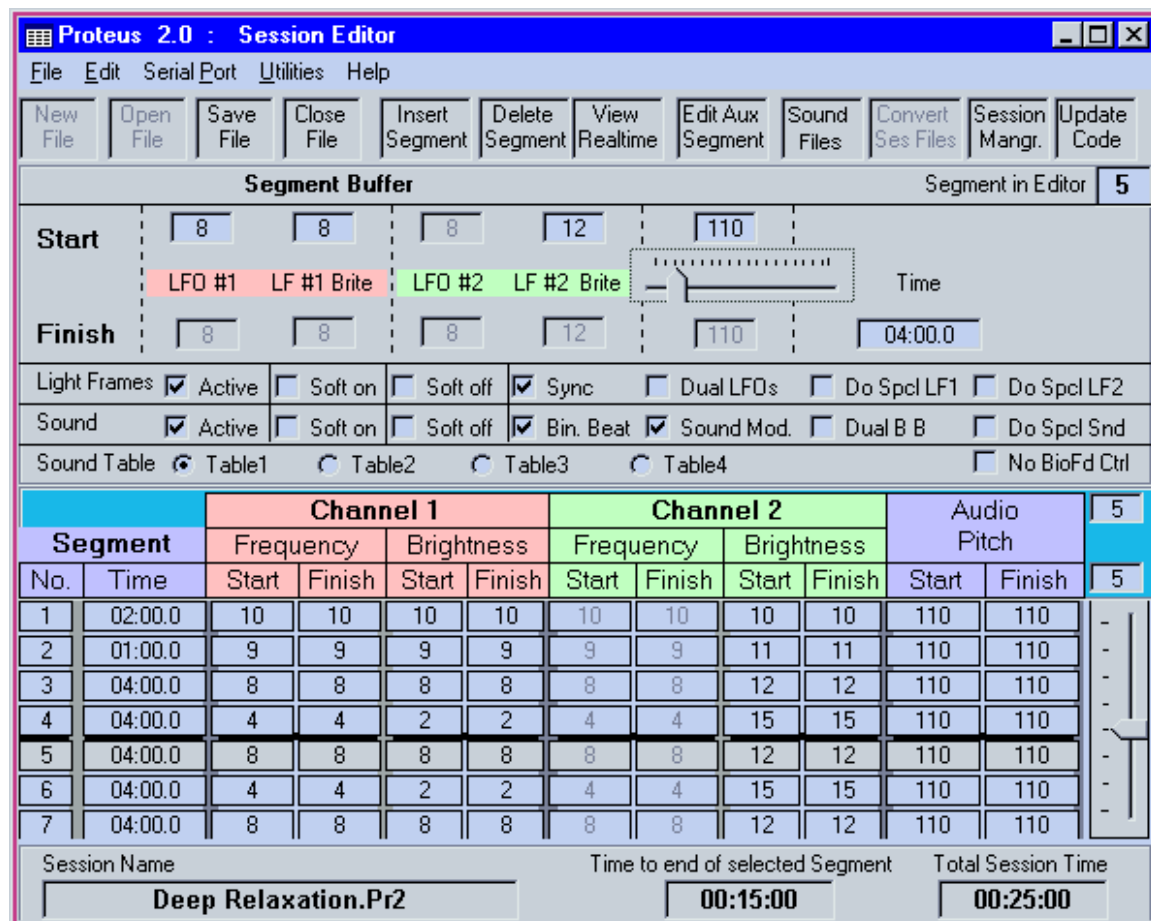 Proteus 2.0 : Session Editor
File Edit Serial Port Utilities Help
New File Open File Save File Close File Insert Segment Delete Segment View Realtime Edit Aux Segment Sound Files Convert Ses Files Session Mangr. Update Code
Segment Buffer Segment in Editor 5
Start 8 8 8 12 110
LFO #1 LF #1 Brite LFO #2 LF #2 Brite Time
Finish 8 8 8 12 110 04:00.0
Light Frames Active Soft on Soft off Sync Dual LFOs Do Spcl LF1 Do Spcl LF2
Sound Active Soft on Soft off Bin. Beat Sound Mod. Dual B B Do Spcl Snd
Sound Table Table1 Table2 Table3 Table4 No BioFd Ctrl
Channel 1 Channel 2 Audio Pitch 5
Segment Frequency Brightness Frequency Brightness
No. Time Start Finish Start Finish Start Finish Start Finish Start Finish 5
1 02:00.0 10 10 10 10 10 10 10 10 110 110
2 01:00.0 9 9 9 9 9 9 11 11 110 110
3 04:00.0 8 8 8 8 8 8 12 12 110 110
4 04:00.0 4 4 2 2 4 4 15 15 110 110
5 04:00.0 8 8 8 8 8 8 12 12 110 110
6 04:00.0 4 4 2 2 4 4 15 15 110 110
7 04:00.0 8 8 8 8 8 8 12 12 110 110
Session Name Time to end of selected Segment Total Session Time
Deep Relaxation.Pr2 00:15:00 00:25:00